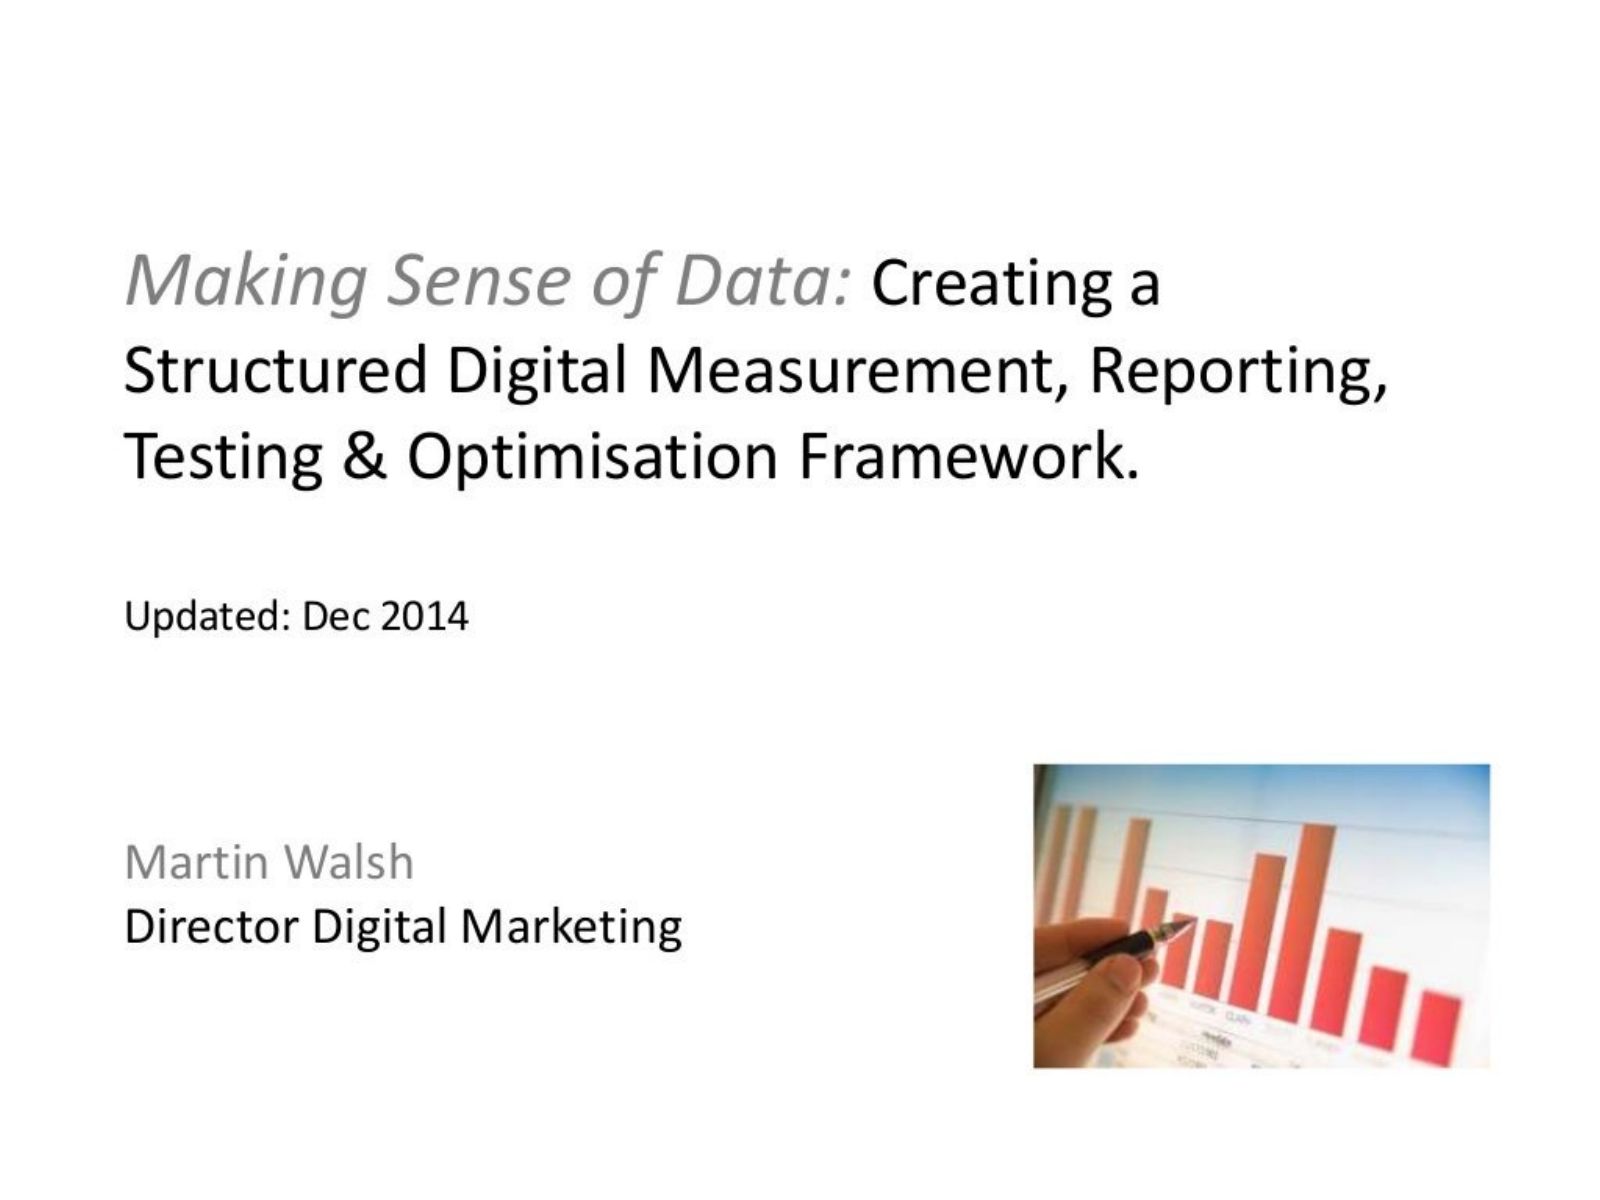 Making Sense of Data: Creating a
Structured Digital Measurement, Reporting,
Testing & Optimisation Framework.
Updated: Dec 2014
Martin Walsh
Director Digital Marketing